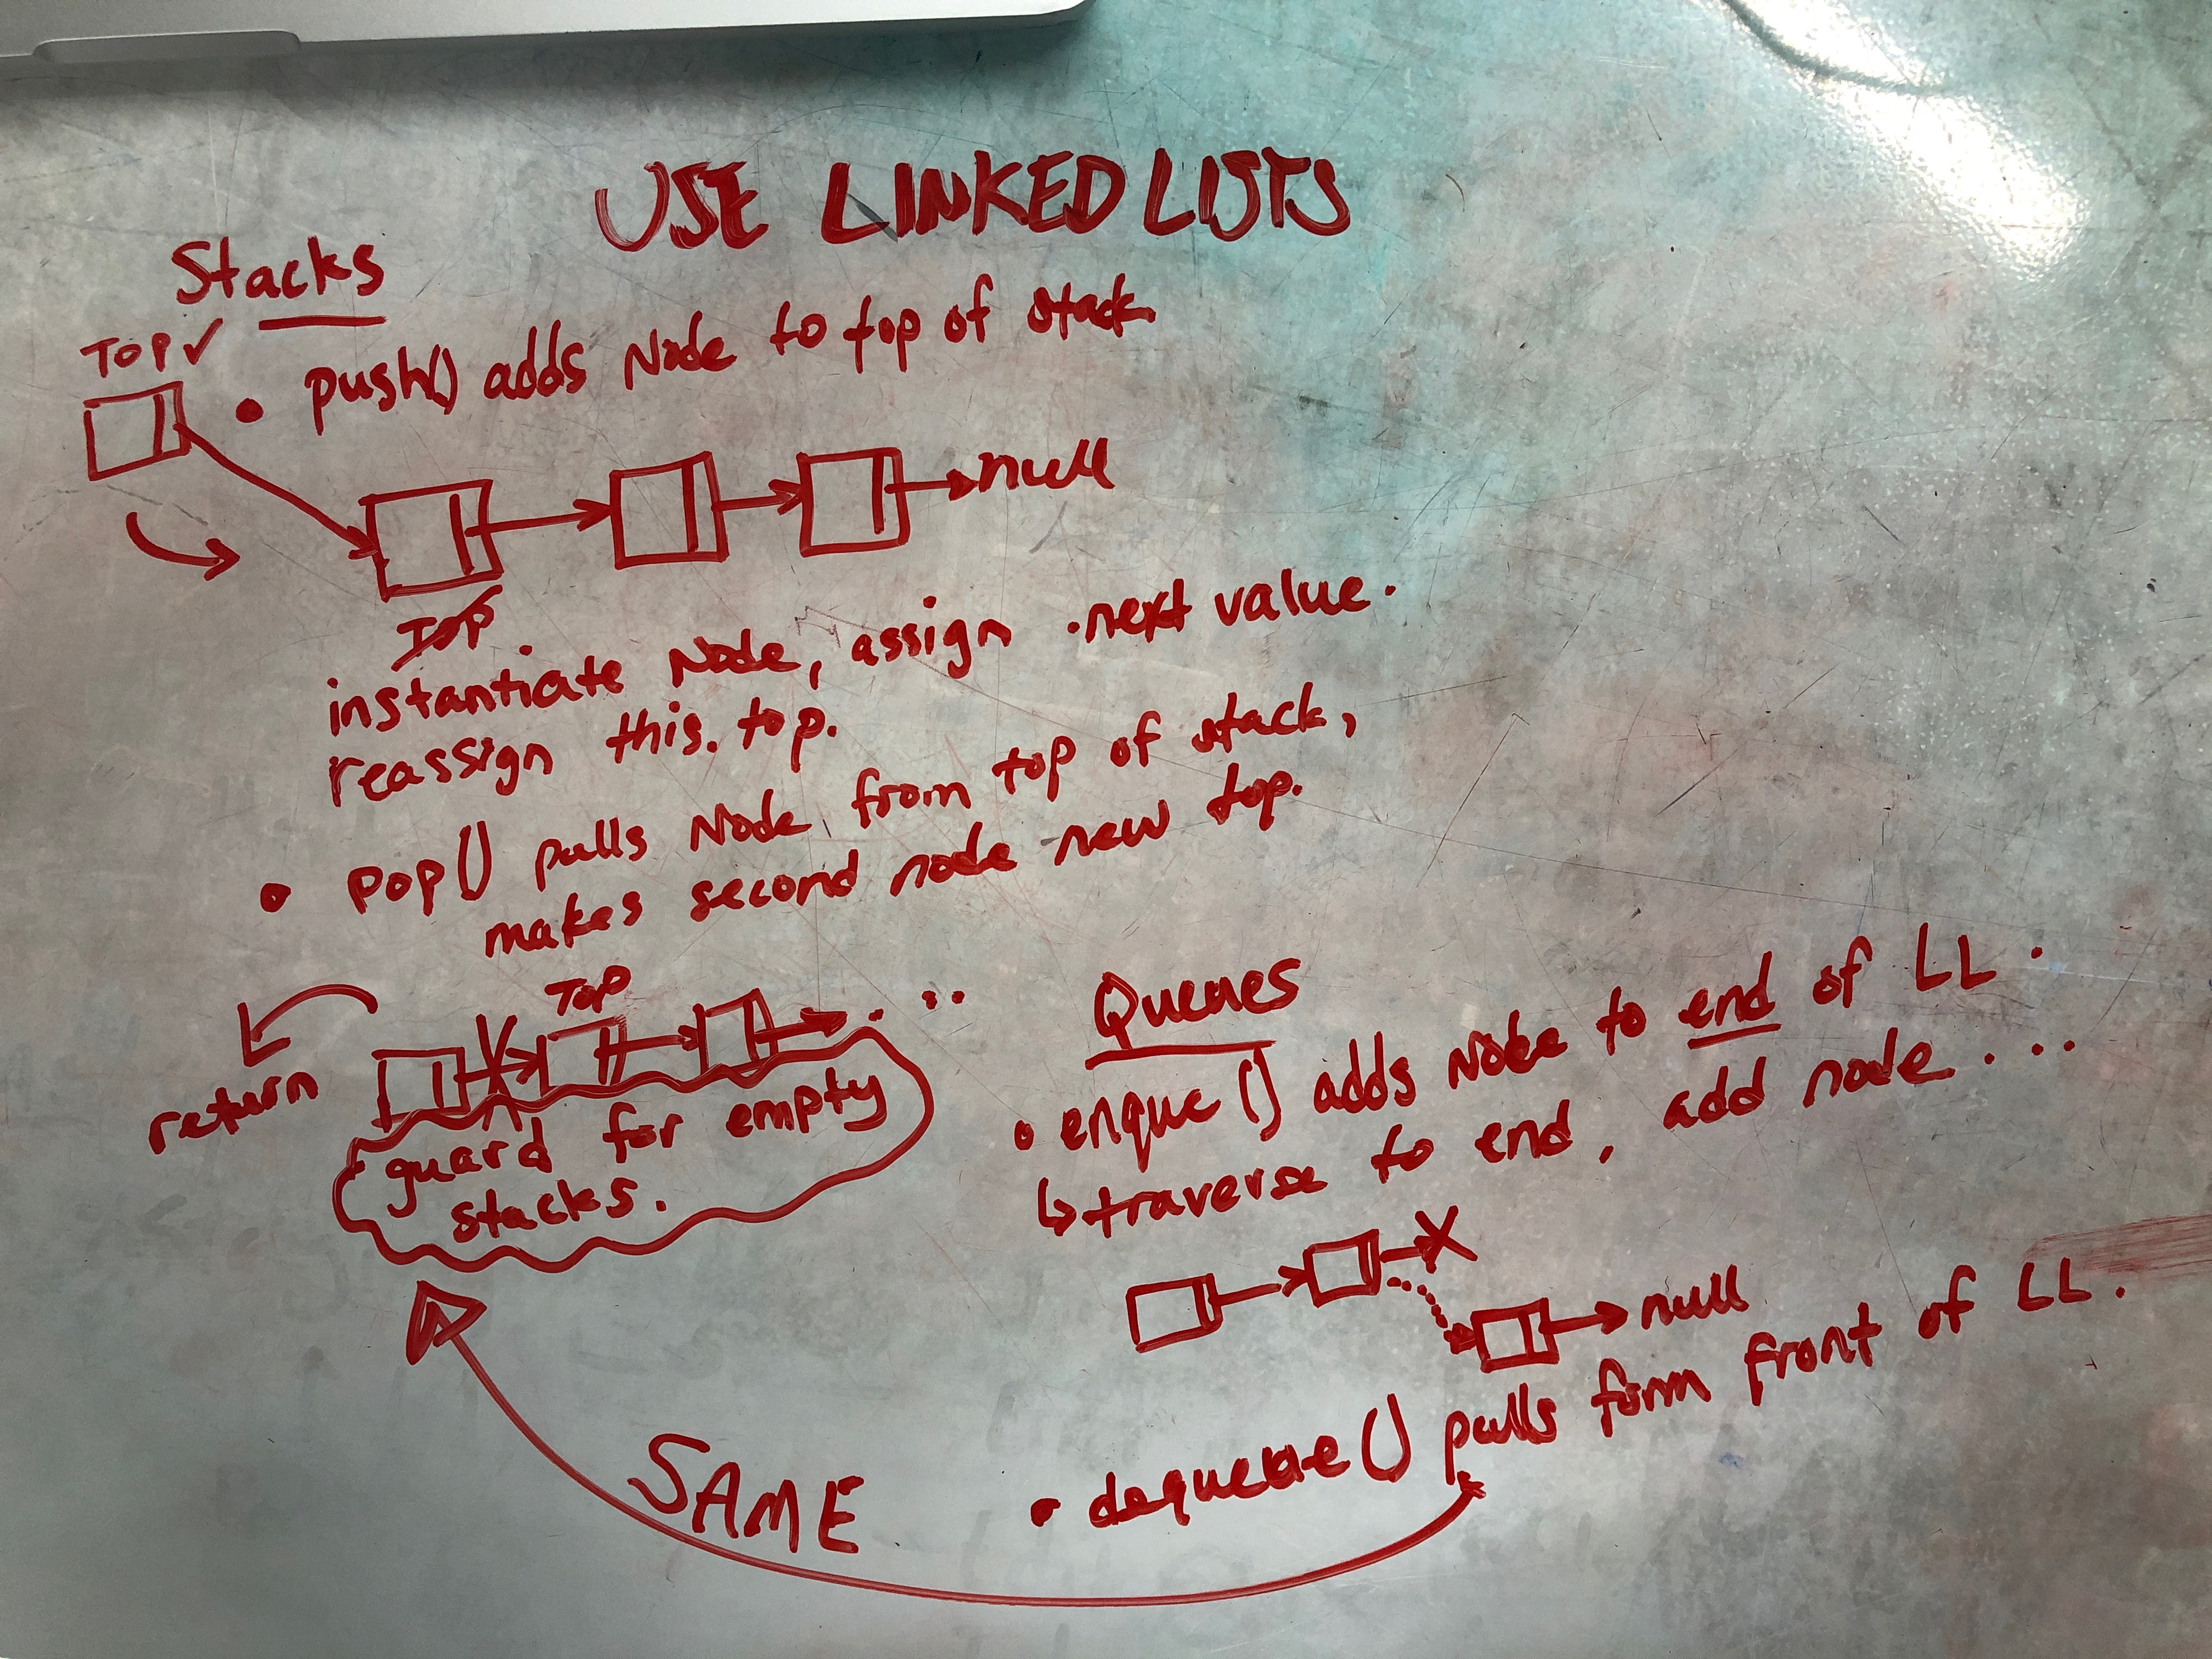 USE LINKED LISTS
Stacks
TOP✓
• push() adds Node to top of stack
null
Top
instantiate Node, assign .next value.
reassign this.top.
• pop() pulls Node from top of stack,
makes second node new top.
TOP
...
return
guard for empty
stacks.
Queues
• enque() adds Node to end of LL.
↳ traverse to end, add node...
null
• dequeue() pulls form front of LL.
SAME